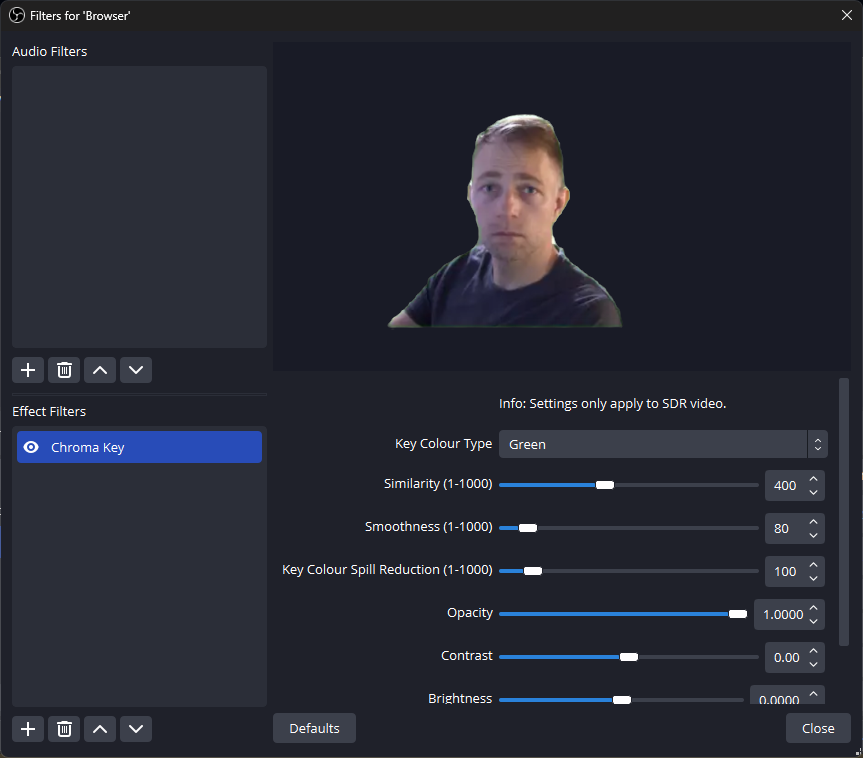 Filters for 'Browser'
Audio Filters
Effect Filters
Chroma Key
Info: Settings only apply to SDR video.
Key Colour Type
Green
Similarity (1-1000)
400
Smoothness (1-1000)
80
Key Colour Spill Reduction (1-1000)
100
Opacity
1.0000
Contrast
0.00
Brightness
0.0000
Defaults
Close